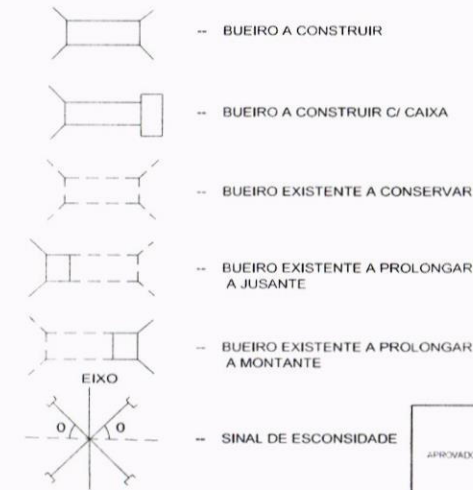 -- BUEIRO A CONSTRUIR
-- BUEIRO A CONSTRUIR C/ CAIXA
-- BUEIRO EXISTENTE A CONSERVAR
-- BUEIRO EXISTENTE A PROLONGAR
A JUSANTE
-- BUEIRO EXISTENTE A PROLONGAR
A MONTANTE
EIXO
0 0
-- SINAL DE ESCONSIDADE
APROVADO